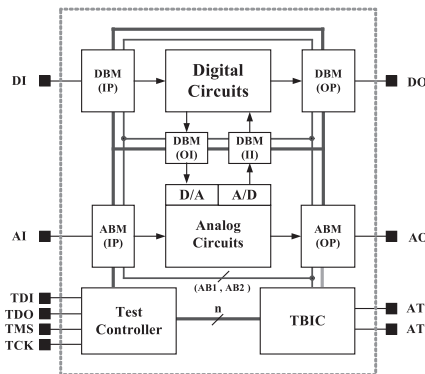 DI
DBM
(IP)
Digital
Circuits
DBM
(OP)
DO
DBM
(OI)
DBM
(II)
D/A
A/D
AI
ABM
(IP)
Analog
Circuits
ABM
(OP)
AO
(AB1 , AB2 )
TDI
TDO
TMS
TCK
Test
Controller
n
TBIC
AT
AT